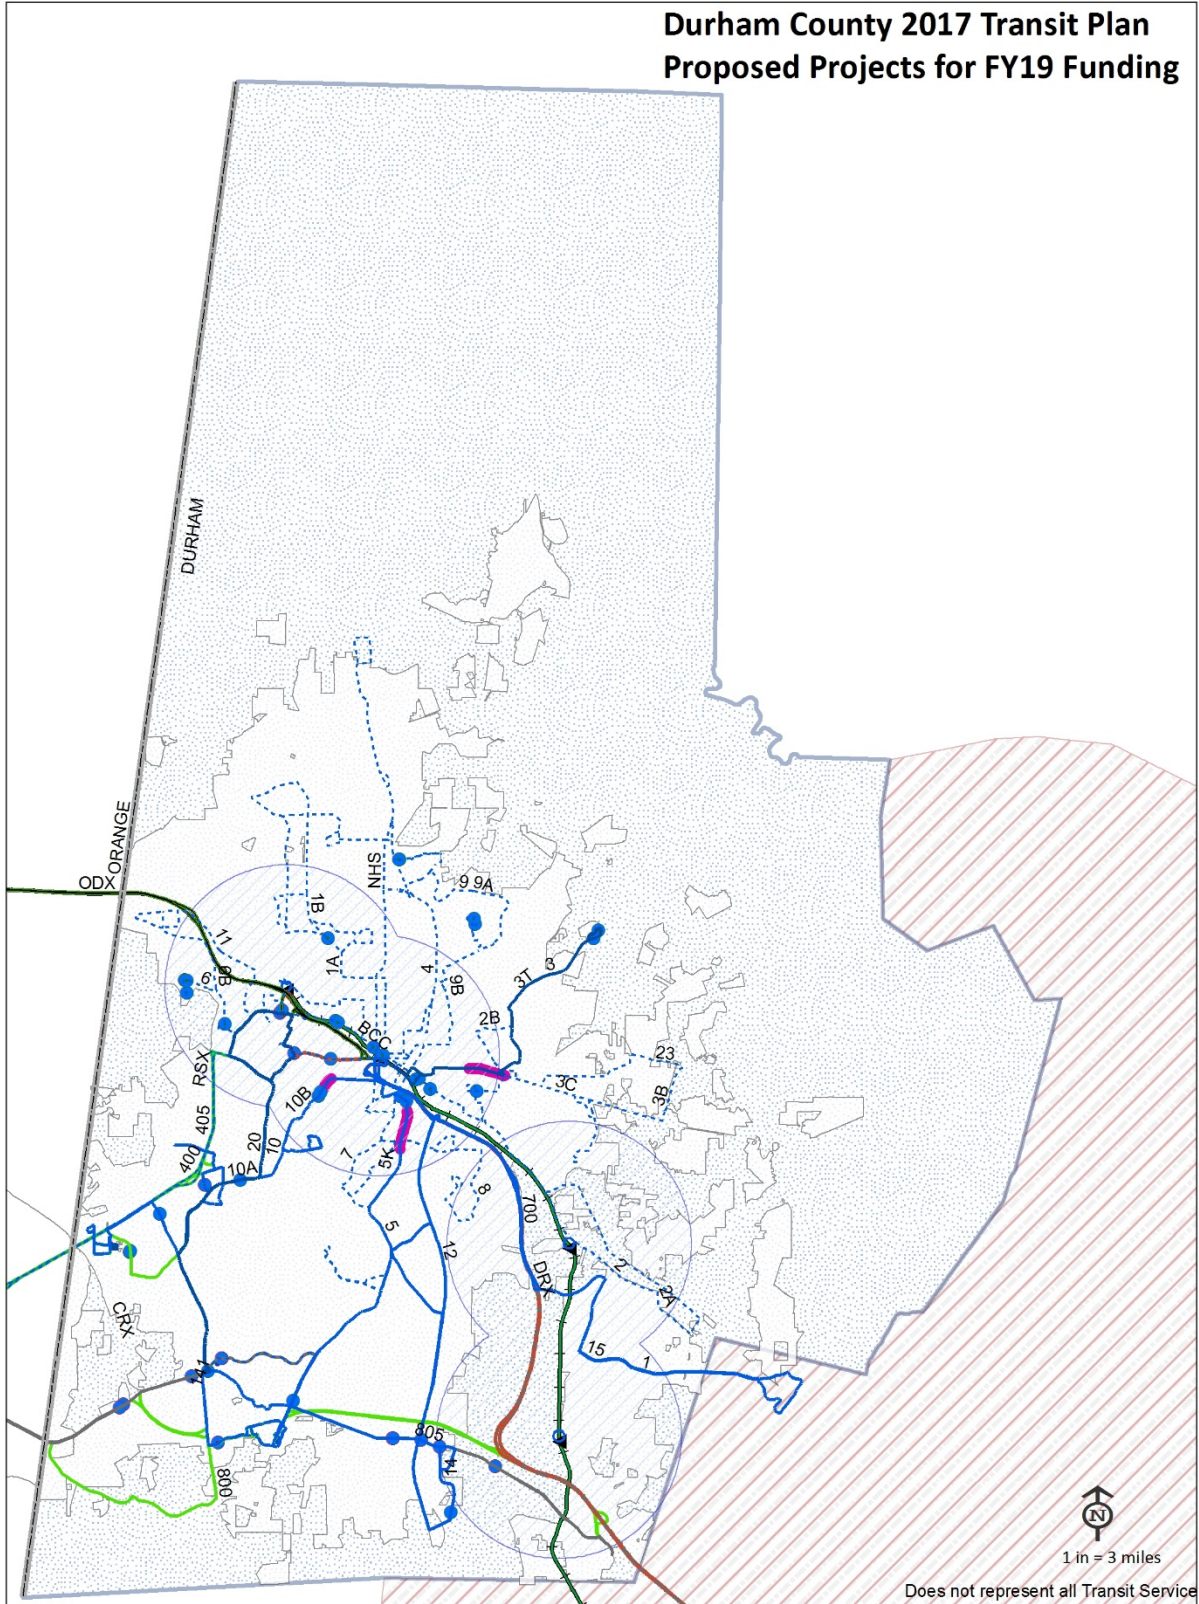 Durham County 2017 Transit Plan
Proposed Projects for FY19 Funding
DURHAM
ORANGE
ODX
NHS
9 9A
1B
11
1A
4
9B
3
3T
6
2B
BCC
23
3C
3B
RSX
10B
405
20
10
7
5K
400
10A
8
700
5
12
2
2A
DRX
CRX
15
1
805
14
800
N
1 in = 3 miles
Does not represent all Transit Service